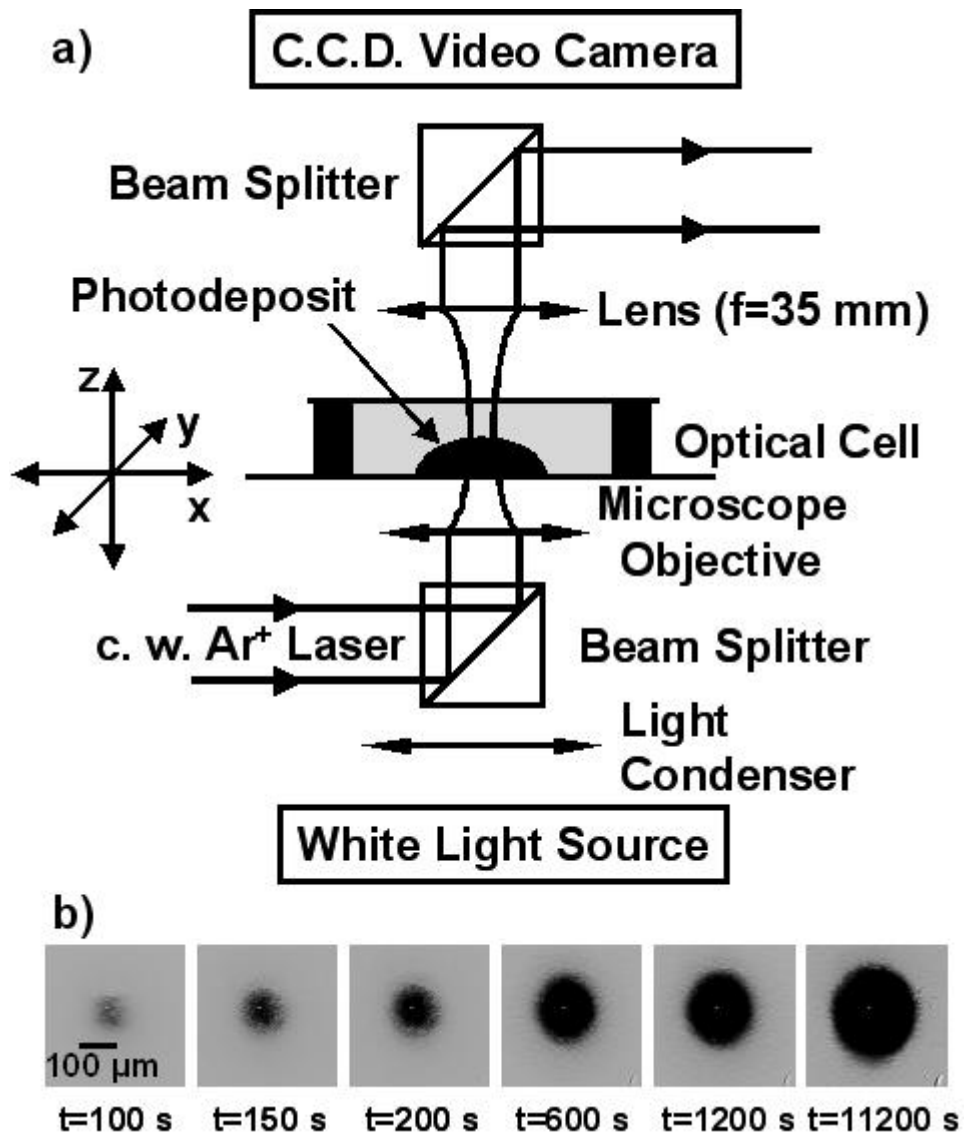 a)
C.C.D. Video Camera
Beam Splitter
Photodeposit
Lens (f=35 mm)
z
y
x
Optical Cell
Microscope
Objective
c. w. Ar⁺ Laser
Beam Splitter
Light
Condenser
White Light Source
b)
100 µm
t=100 s t=150 s t=200 s t=600 s t=1200 s t=11200 s